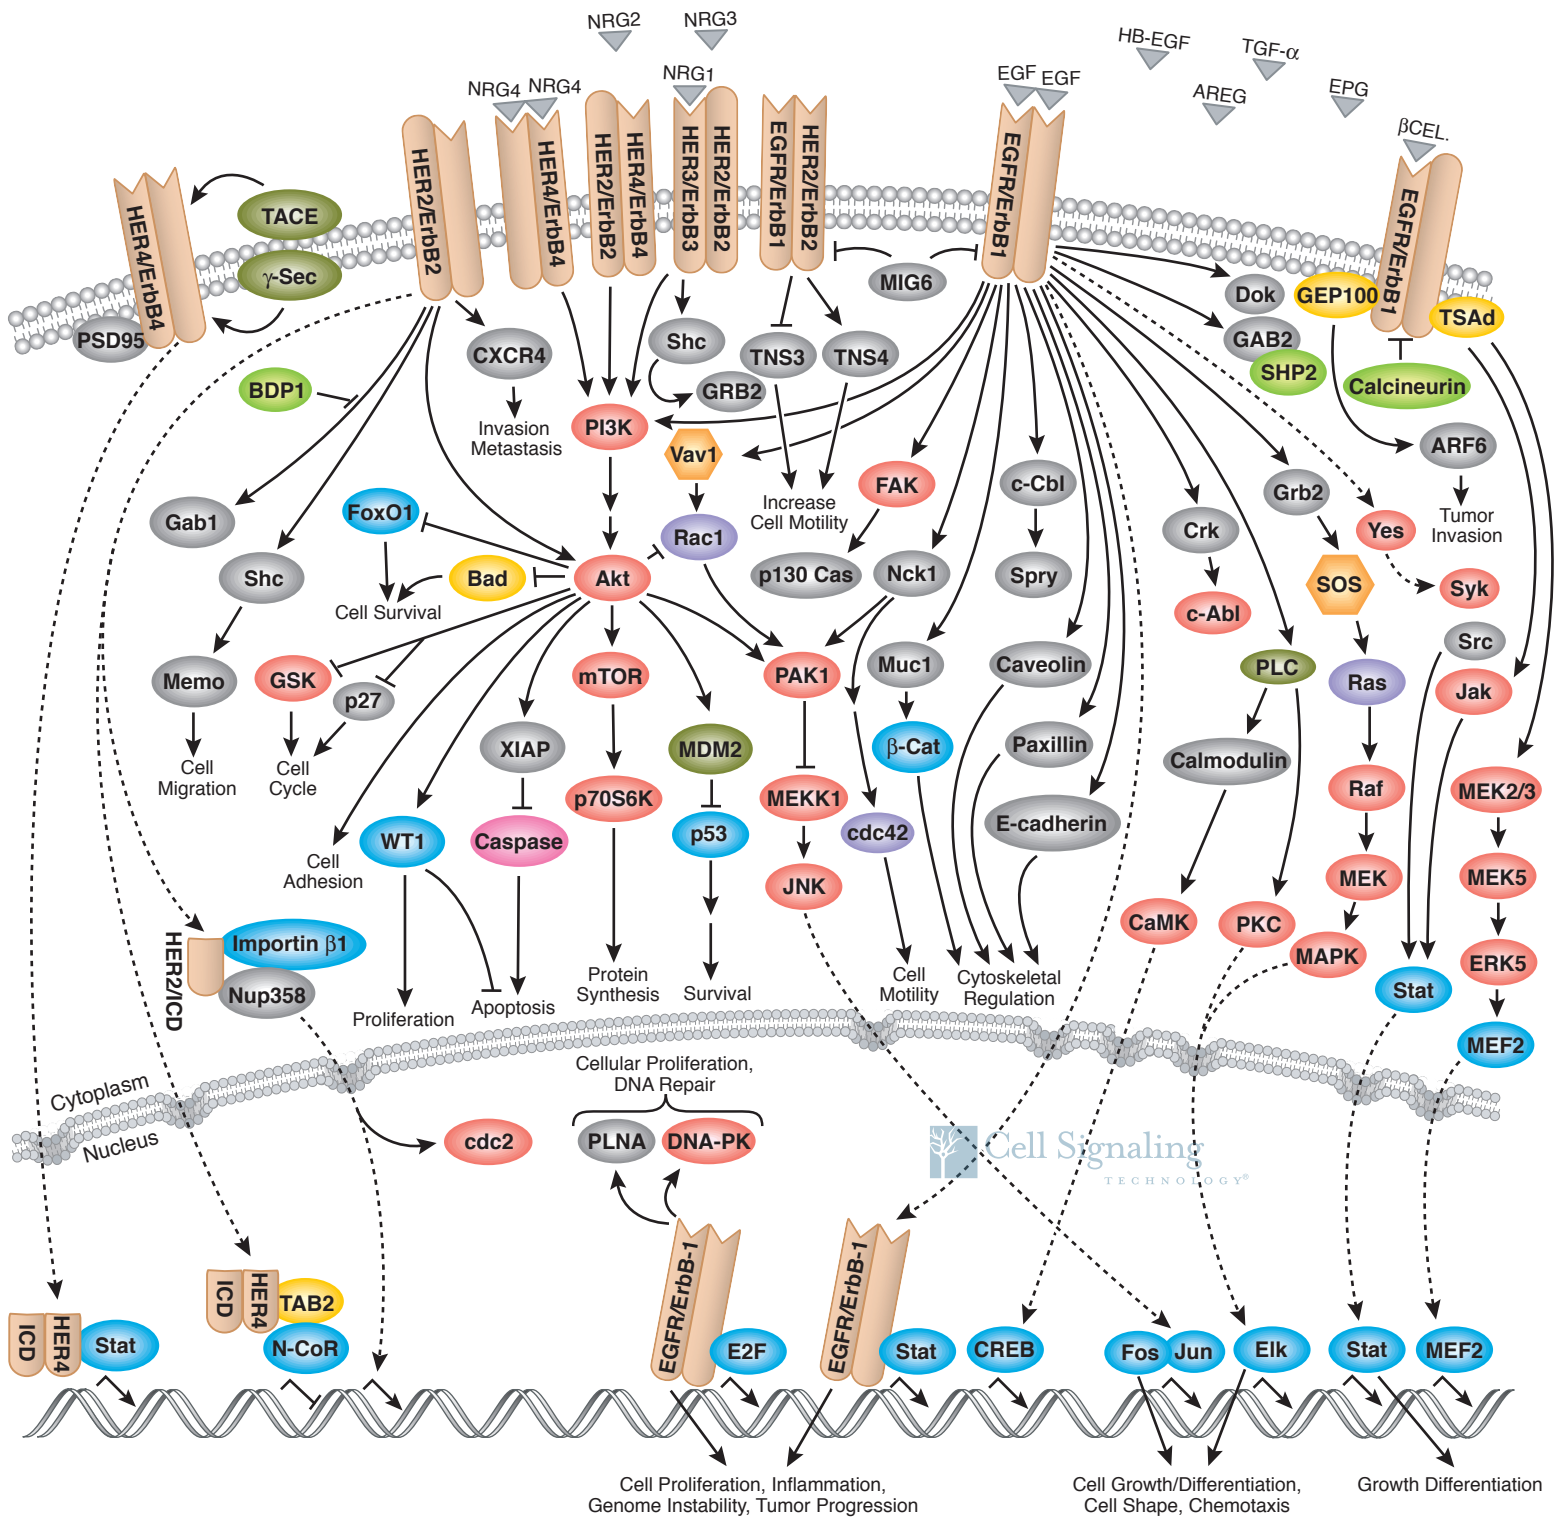 NRG2
NRG3
HB-EGF
TGF-α
NRG4
NRG4
NRG1
EGF
EGF
AREG
EPG
βCEL.
HER2/ErbB2
HER4/ErbB4
HER2/ErbB2
HER4/ErbB4
HER3/ErbB3
HER2/ErbB2
EGFR/ErbB1
HER2/ErbB2
EGFR/ErbB1
EGFR/ErbB1
HER4/ErbB4
TACE
γ-Sec
PSD95
MIG6
Dok
GEP100
TSAd
GAB2
SHP2
Calcineurin
CXCR4
Shc
GRB2
TNS3
TNS4
BDP1
Invasion
Metastasis
PI3K
Vav1
ARF6
FAK
c-Cbl
Grb2
Gab1
FoxO1
Rac1
Increase
Cell Motility
Crk
Yes
Tumor
Invasion
Shc
Bad
Akt
p130 Cas
Nck1
Spry
SOS
Syk
Cell Survival
c-Abl
Src
Memo
GSK
p27
mTOR
PAK1
Muc1
Caveolin
PLC
Ras
Jak
XIAP
MDM2
β-Cat
Paxillin
Calmodulin
Cell
Migration
Cell
Cycle
p70S6K
MEKK1
Raf
MEK2/3
WT1
Caspase
p53
cdc42
E-cadherin
Cell
Adhesion
JNK
MEK
MEK5
CaMK
PKC
MAPK
HER2/ICD
Importin β1
Nup358
ERK5
Protein
Synthesis
Survival
Cell
Motility
Cytoskeletal
Regulation
Stat
Proliferation
Apoptosis
MEF2
Cytoplasm
Nucleus
Cellular Proliferation,
DNA Repair
cdc2
PLNA
DNA-PK
Cell Signaling
TECHNOLOGY®
ICD
HER4
Stat
ICD
HER4
TAB2
N-CoR
EGFR/ErbB-1
E2F
EGFR/ErbB-1
Stat
CREB
Fos
Jun
Elk
Stat
MEF2
Cell Proliferation, Inflammation,
Genome Instability, Tumor Progression
Cell Growth/Differentiation,
Cell Shape, Chemotaxis
Growth Differentiation